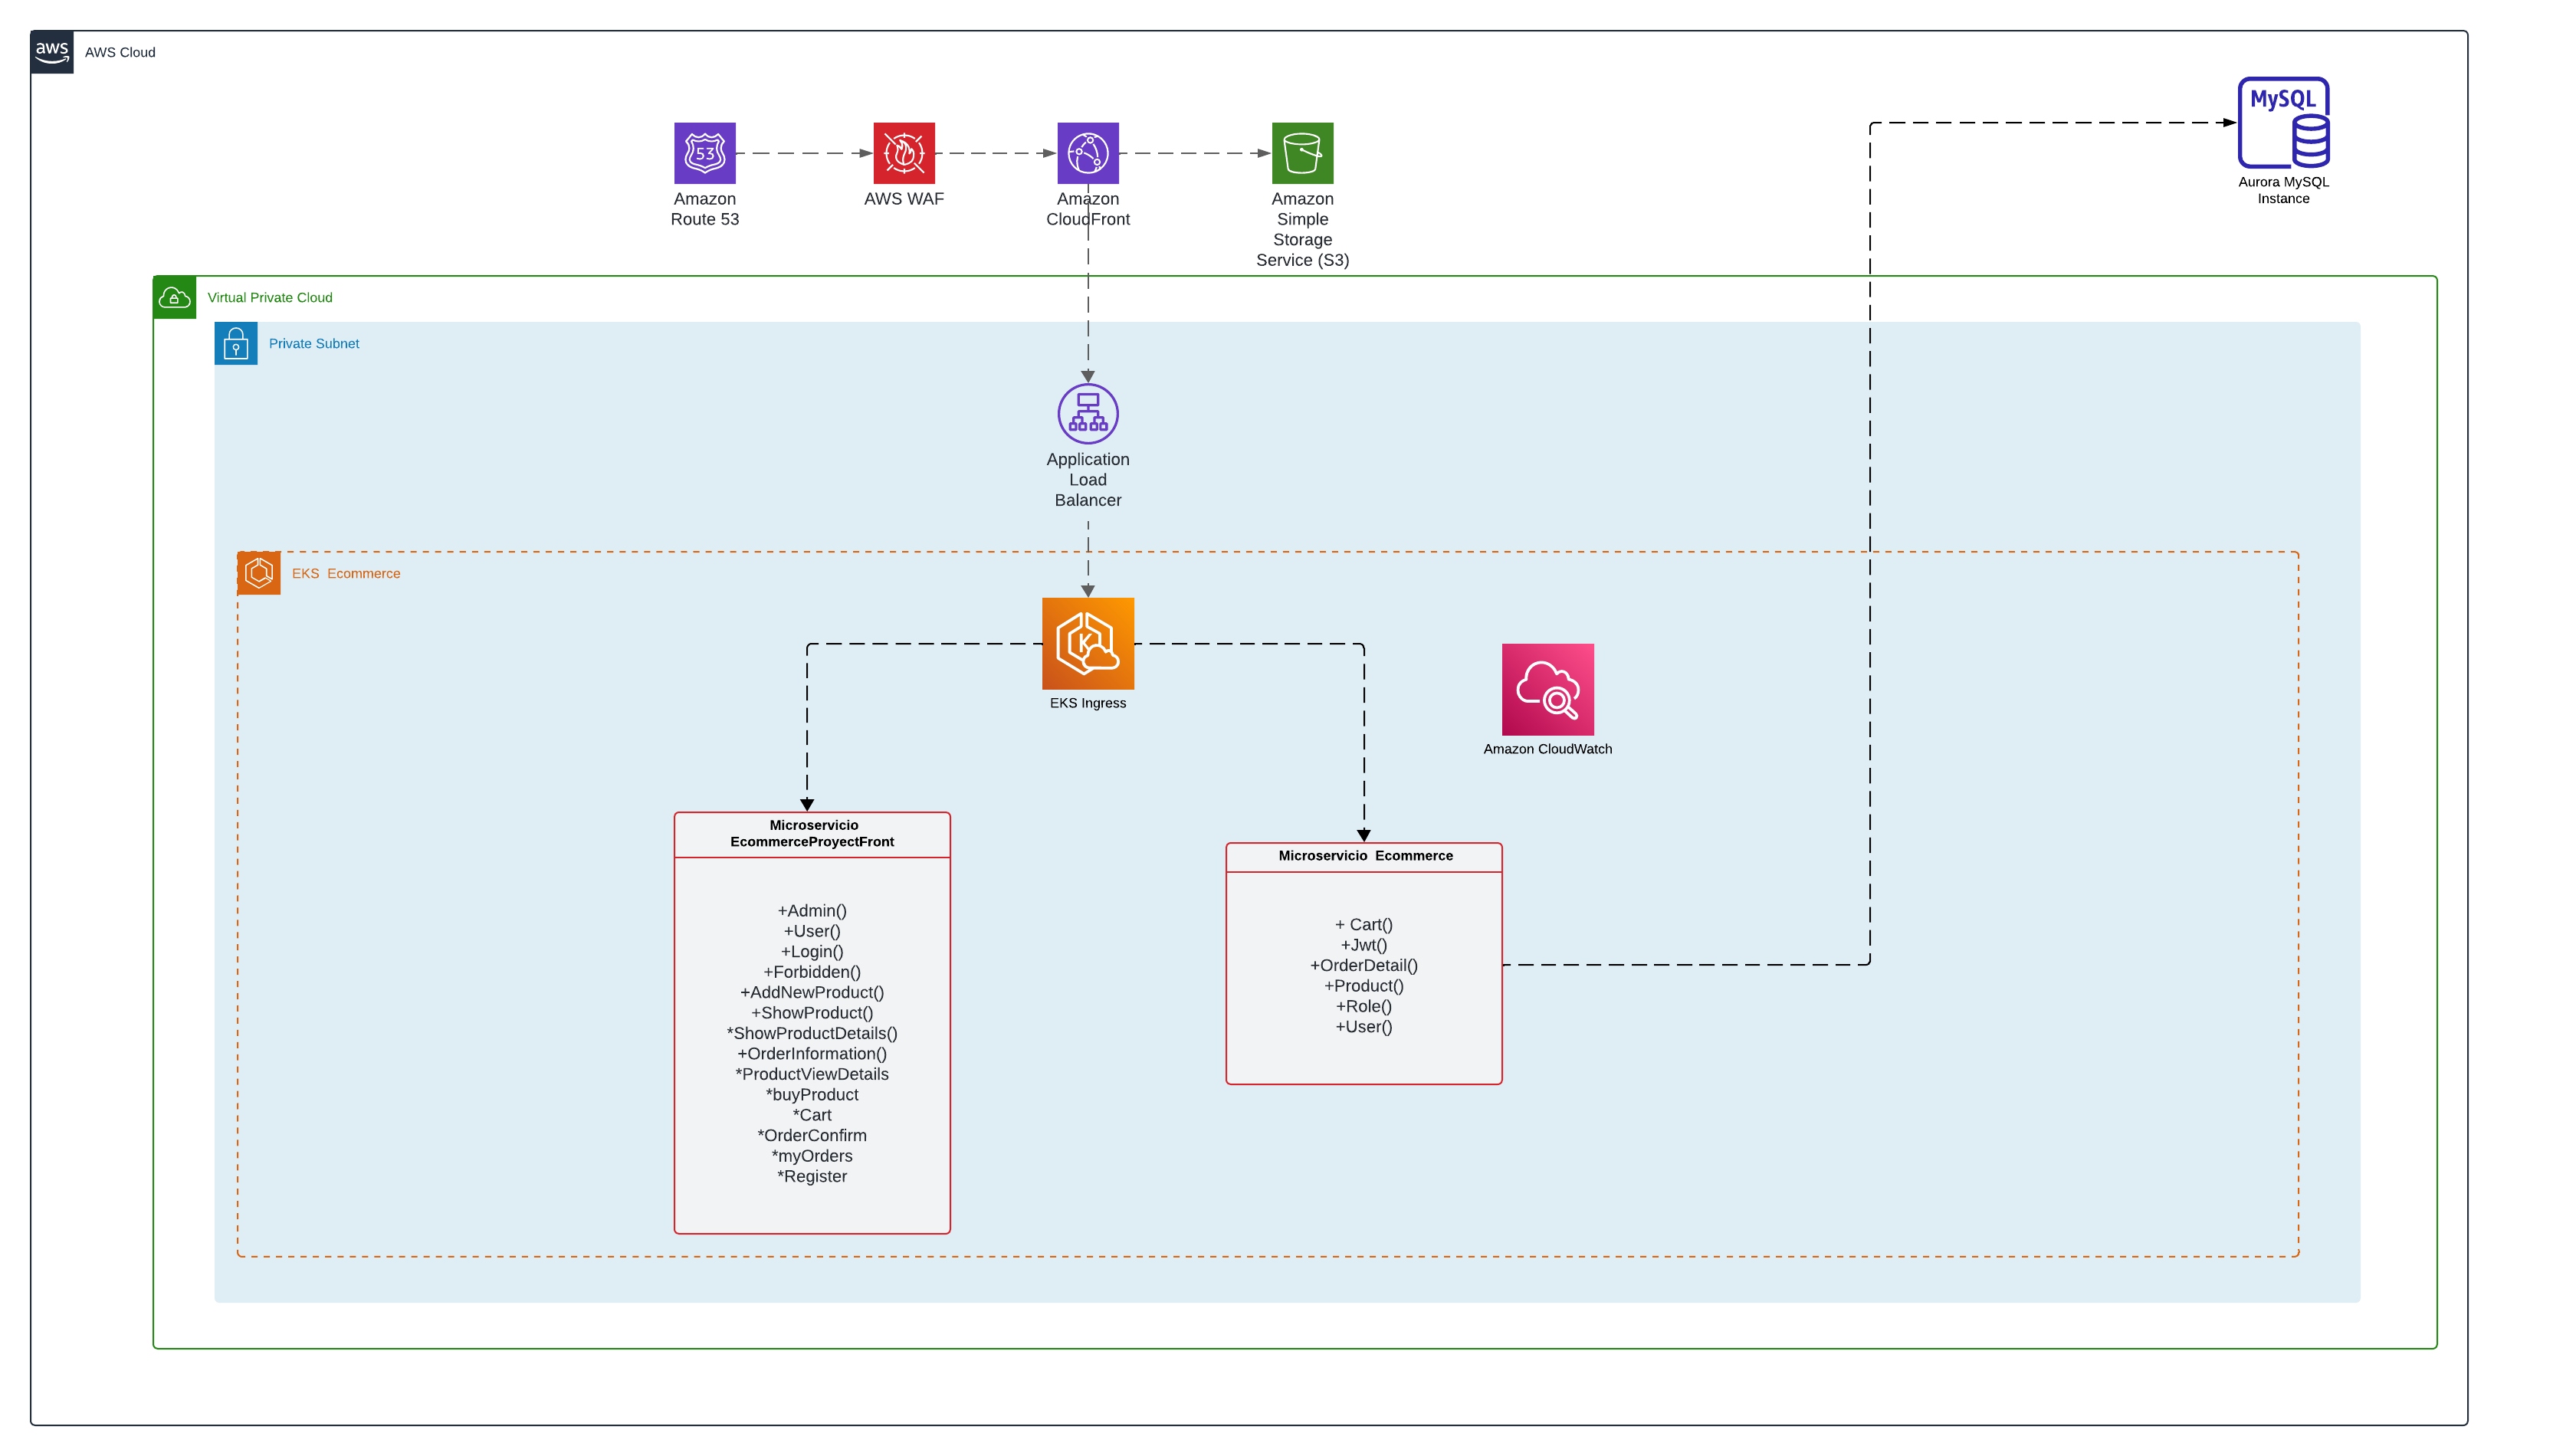 aws
AWS Cloud
MySQL
Aurora MySQL
Instance
53
Amazon
Route 53
AWS WAF
Amazon
CloudFront
Amazon
Simple
Storage
Service (S3)
Virtual Private Cloud
Private Subnet
Application
Load
Balancer
EKS  Ecommerce
K
EKS Ingress
Amazon CloudWatch
Microservicio
EcommerceProyectFront
+Admin()
+User()
+Login()
+Forbidden()
+AddNewProduct()
+ShowProduct()
*ShowProductDetails()
+OrderInformation()
*ProductViewDetails
*buyProduct
*Cart
*OrderConfirm
*myOrders
*Register
Microservicio  Ecommerce
+ Cart()
+Jwt()
+OrderDetail()
+Product()
+Role()
+User()